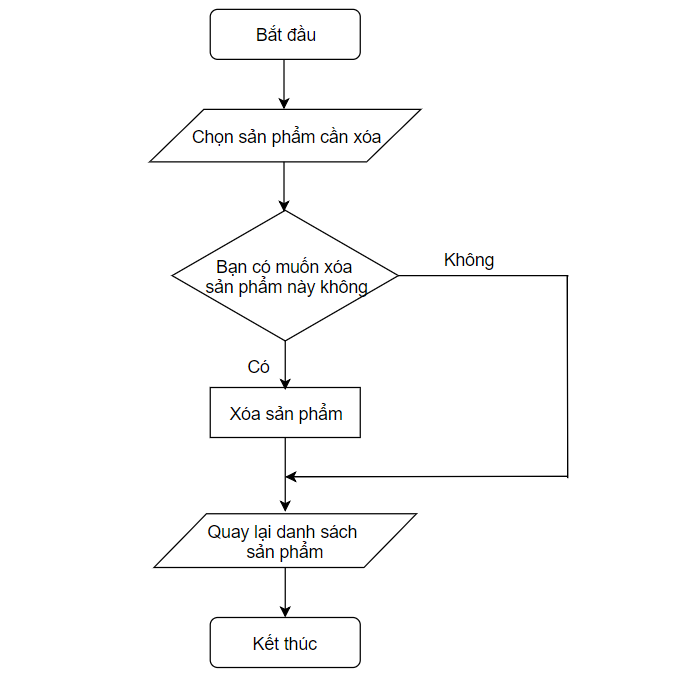 Bắt đầu
Chọn sản phẩm cần xóa
Bạn có muốn xóa
sản phẩm này không
Không
Có
Xóa sản phẩm
Quay lại danh sách
sản phẩm
Kết thúc